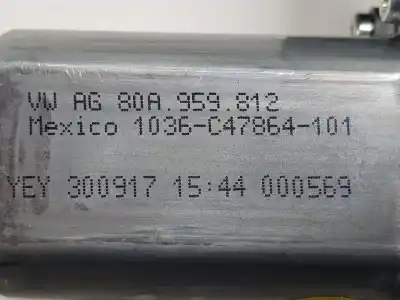 VW AG 80A.959.812
Mexico 1036-C47864-101
YEY 300917 15:44 000569